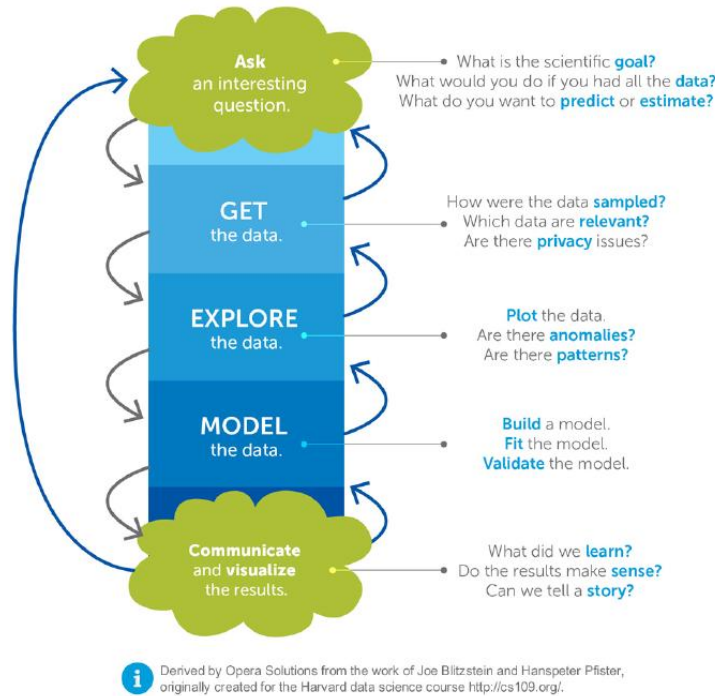 Ask
an interesting
question.
What is the scientific goal?
What would you do if you had all the data?
What do you want to predict or estimate?
GET
the data.
How were the data sampled?
Which data are relevant?
Are there privacy issues?
EXPLORE
the data.
Plot the data.
Are there anomalies?
Are there patterns?
MODEL
the data.
Build a model.
Fit the model.
Validate the model.
Communicate
and visualize
the results.
What did we learn?
Do the results make sense?
Can we tell a story?
i
Derived by Opera Solutions from the work of Joe Blitzstein and Hanspeter Pfister,
originally created for the Harvard data science course http://cs109.org/.